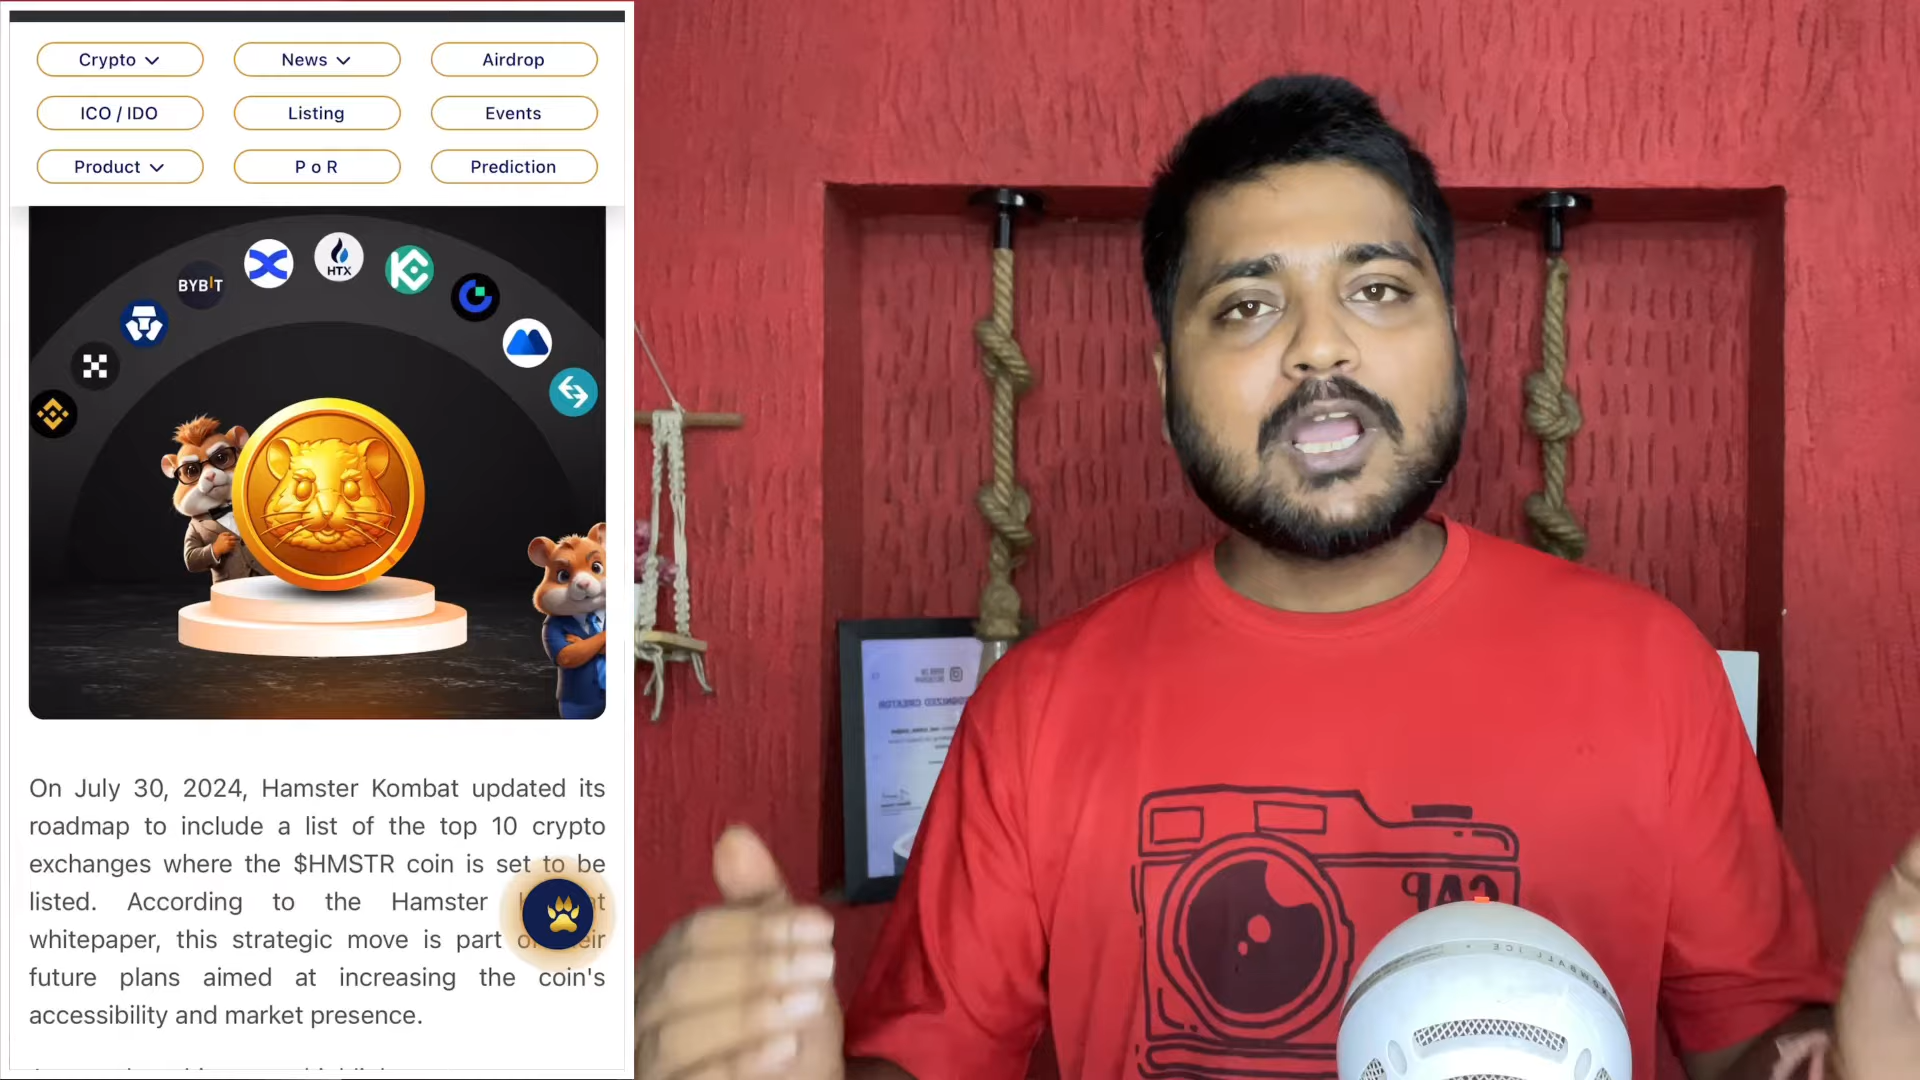 Crypto
News
Airdrop
ICO / IDO
Listing
Events
Product
P o R
Prediction
BYB!T
HTX
On July 30, 2024, Hamster Kombat updated its
roadmap to include a list of the top 10 crypto
exchanges where the $HMSTR coin is set to be
listed. According to the Hamster
whitepaper, this strategic move is part
future plans aimed at increasing the coin's
accessibility and market presence.
CAP
ICE